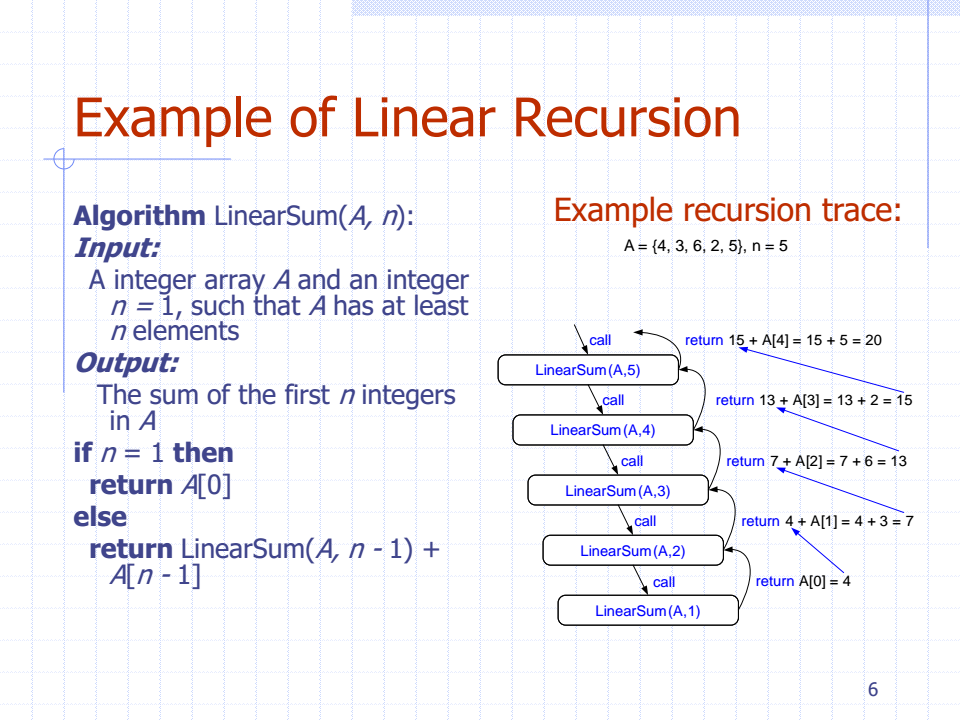 Example of Linear Recursion
Algorithm LinearSum(A, n):
Input:
A integer array A and an integer
n = 1, such that A has at least
n elements
Output:
The sum of the first n integers
in A
if n = 1 then
return A[0]
else
return LinearSum(A, n - 1) +
A[n - 1]
Example recursion trace:
A = {4, 3, 6, 2, 5}, n = 5
call
return 15 + A[4] = 15 + 5 = 20
LinearSum(A,5)
call
return 13 + A[3] = 13 + 2 = 15
LinearSum(A,4)
call
return 7 + A[2] = 7 + 6 = 13
LinearSum(A,3)
call
return 4 + A[1] = 4 + 3 = 7
LinearSum(A,2)
call
return A[0] = 4
LinearSum(A,1)
6